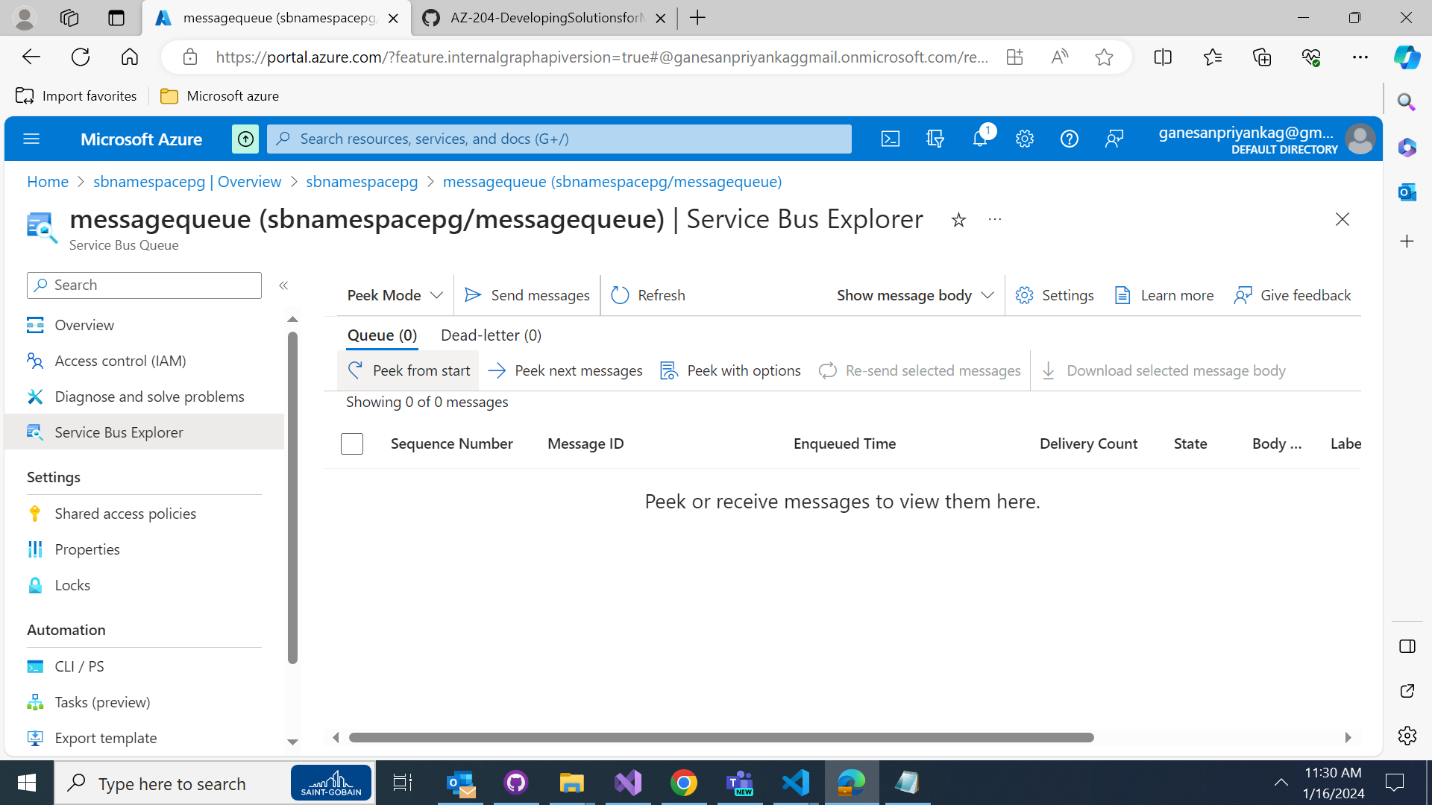 messagequeue (sbnamespacepg,
AZ-204-DevelopingSolutionsforM
https://portal.azure.com/?feature.internalgraphapiversion=true#@ganesanpriyankaggmail.onmicrosoft.com/re...
Import favorites
Microsoft azure
Microsoft Azure
Search resources, services, and docs (G+/)
1
ganesanpriyankag@gm...
DEFAULT DIRECTORY
Home > sbnamespacepg | Overview > sbnamespacepg > messagequeue (sbnamespacepg/messagequeue)
messagequeue (sbnamespacepg/messagequeue) | Service Bus Explorer
Service Bus Queue
Search
Overview
Access control (IAM)
Diagnose and solve problems
Service Bus Explorer
Settings
Shared access policies
Properties
Locks
Automation
CLI / PS
Tasks (preview)
Export template
Peek Mode
Send messages
Refresh
Show message body
Settings
Learn more
Give feedback
Queue (0)
Dead-letter (0)
Peek from start
Peek next messages
Peek with options
Re-send selected messages
Download selected message body
Showing 0 of 0 messages
Sequence Number
Message ID
Enqueued Time
Delivery Count
State
Body ...
Labe
Peek or receive messages to view them here.
Type here to search
SAINT-GOBAIN
NEW
11:30 AM
1/16/2024